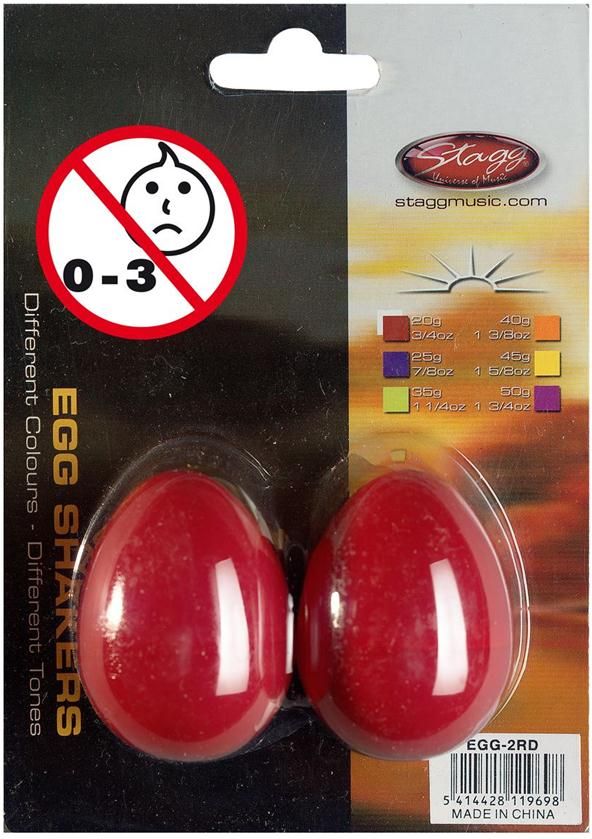 Stagg®
Universe of Music
staggmusic.com
0 - 3
20g
3/4oz
40g
1 3/8oz
25g
7/8oz
45g
1 5/8oz
35g
1 1/4oz
50g
1 3/4oz
EGG SHAKERS
Different Colours - Different Tones
EGG-2RD
5 414428 119698
MADE IN CHINA